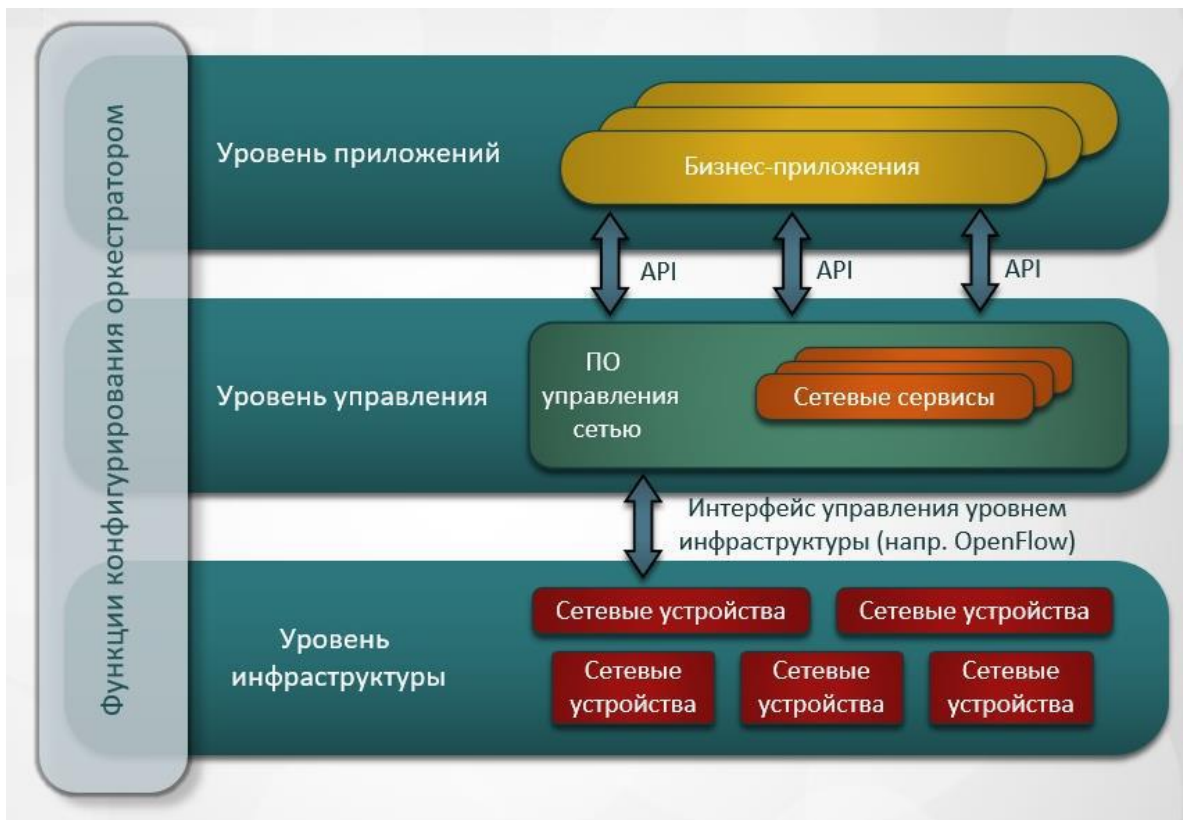 Функции конфигурирования оркестратором
Уровень приложений
Бизнес-приложения
API
API
API
Уровень управления
ПО
управления
сетью
Сетевые сервисы
Интерфейс управления уровнем
инфраструктуры (напр. OpenFlow)
Уровень
инфраструктуры
Сетевые устройства
Сетевые устройства
Сетевые
устройства
Сетевые
устройства
Сетевые
устройства